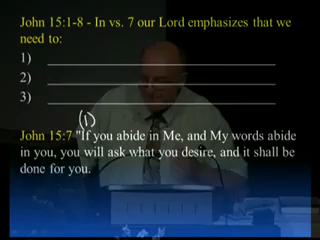 John 15:1-8 - In vs. 7 our Lord emphasizes that we
need to:
1)
2)
3)
(1)
John 15:7 "If you abide in Me, and My words abide
in you, you will ask what you desire, and it shall be
done for you.